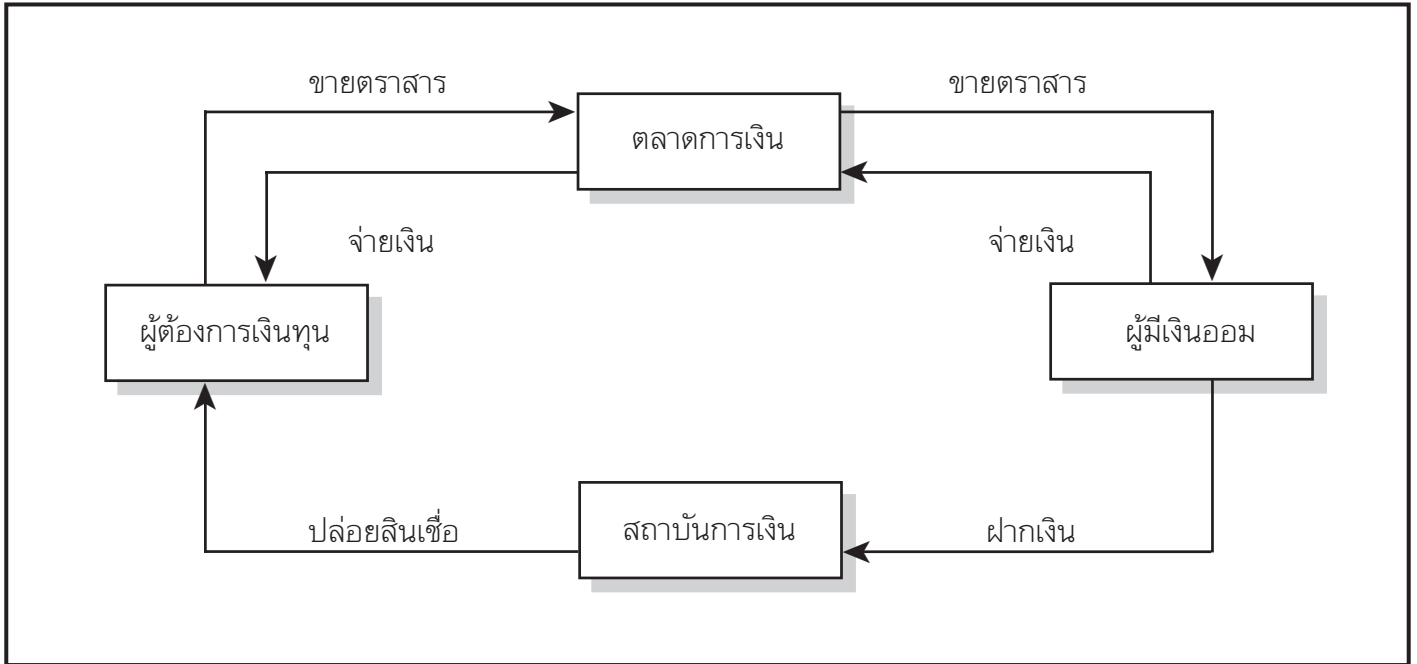 ขายตราสาร
ขายตราสาร
ตลาดการเงิน
จ่ายเงิน
จ่ายเงิน
ผู้ต้องการเงินทุน
ผู้มีเงินออม
ปล่อยสินเชื่อ
สถาบันการเงิน
ฝากเงิน